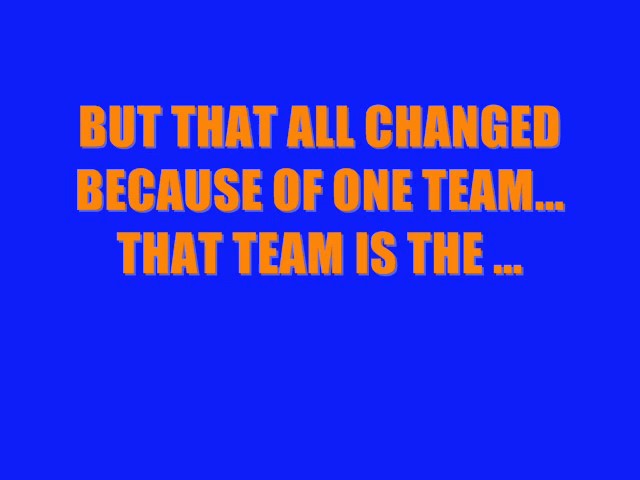 BUT THAT ALL CHANGED
BECAUSE OF ONE TEAM...
THAT TEAM IS THE ...